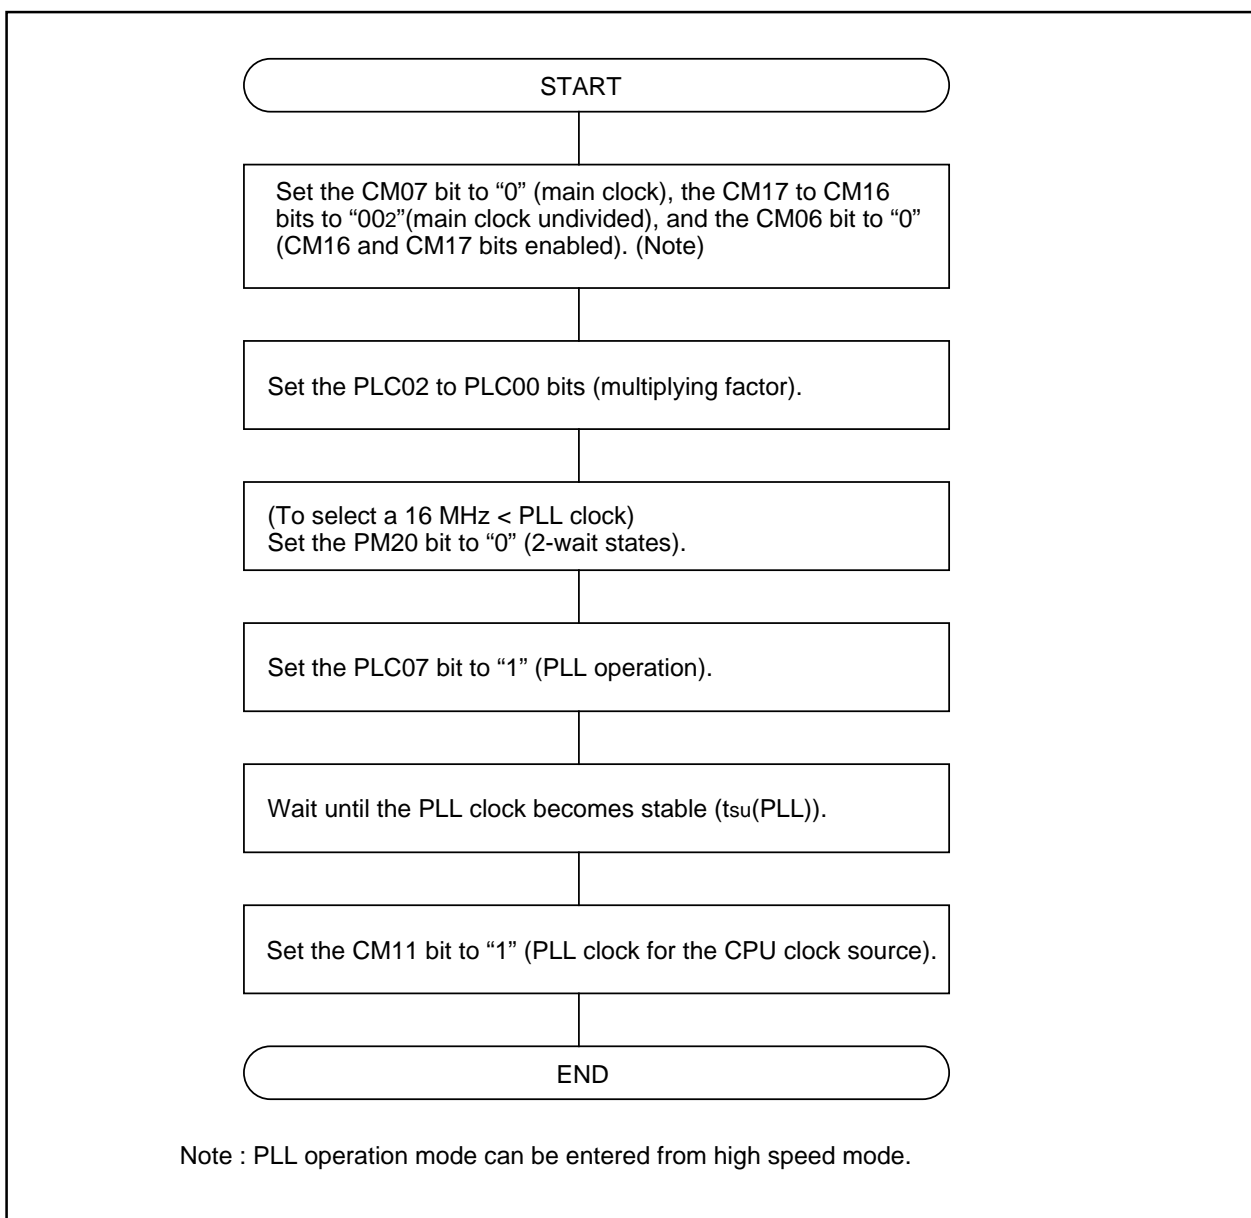 START
Set the CM07 bit to “0” (main clock), the CM17 to CM16
bits to “002”(main clock undivided), and the CM06 bit to “0”
(CM16 and CM17 bits enabled). (Note)
Set the PLC02 to PLC00 bits (multiplying factor).
(To select a 16 MHz < PLL clock)
Set the PM20 bit to “0” (2-wait states).
Set the PLC07 bit to “1” (PLL operation).
Wait until the PLL clock becomes stable (tsu(PLL)).
Set the CM11 bit to “1” (PLL clock for the CPU clock source).
END
Note : PLL operation mode can be entered from high speed mode.